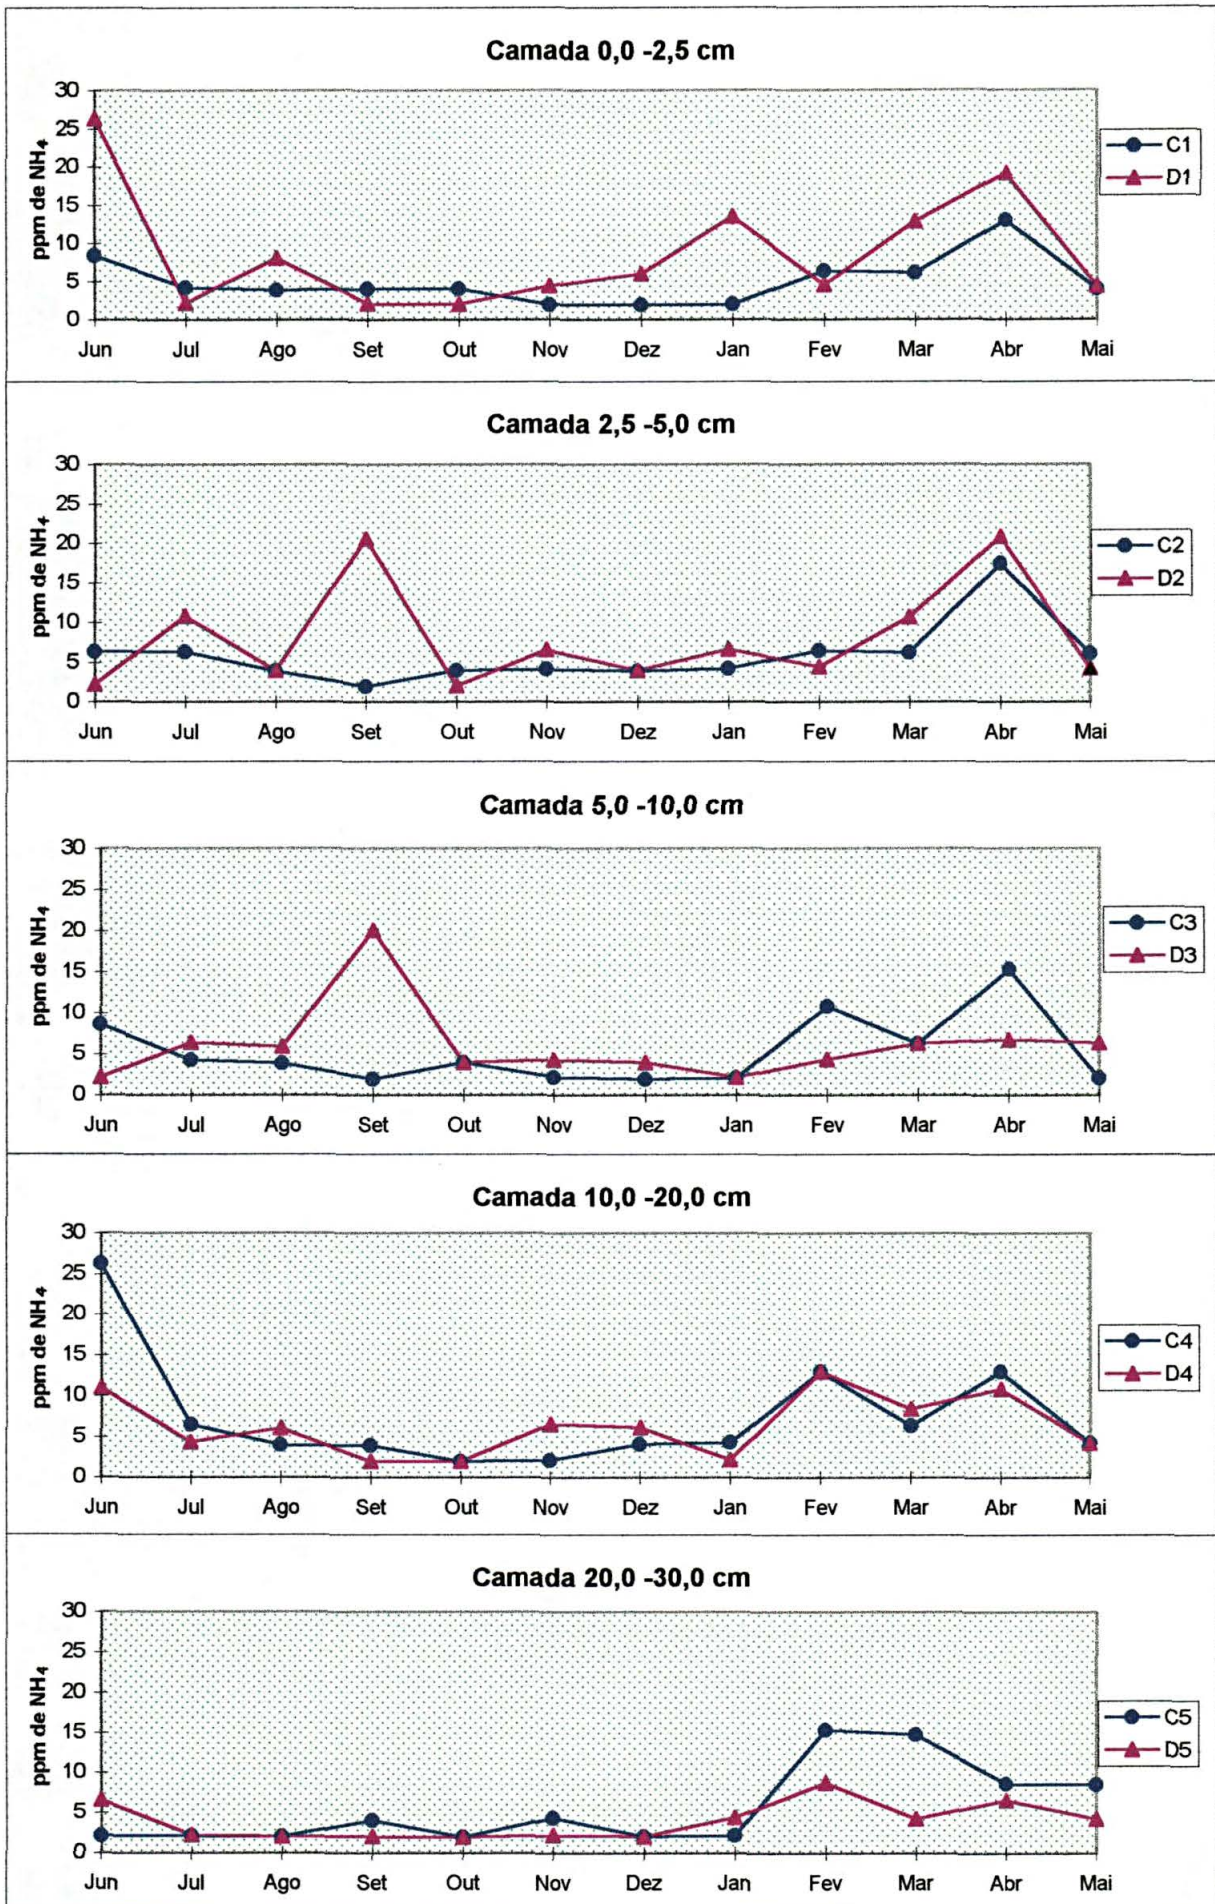 Camada 0,0 -2,5 cm
ppm de NH₄
30
25
20
15
10
5
0
Jun Jul Ago Set Out Nov Dez Jan Fev Mar Abr Mai
C1
D1
Camada 2,5 -5,0 cm
ppm de NH₄
30
25
20
15
10
5
0
Jun Jul Ago Set Out Nov Dez Jan Fev Mar Abr Mai
C2
D2
Camada 5,0 -10,0 cm
ppm de NH₄
30
25
20
15
10
5
0
Jun Jul Ago Set Out Nov Dez Jan Fev Mar Abr Mai
C3
D3
Camada 10,0 -20,0 cm
ppm de NH₄
30
25
20
15
10
5
0
Jun Jul Ago Set Out Nov Dez Jan Fev Mar Abr Mai
C4
D4
Camada 20,0 -30,0 cm
ppm de NH₄
30
25
20
15
10
5
0
Jun Jul Ago Set Out Nov Dez Jan Fev Mar Abr Mai
C5
D5